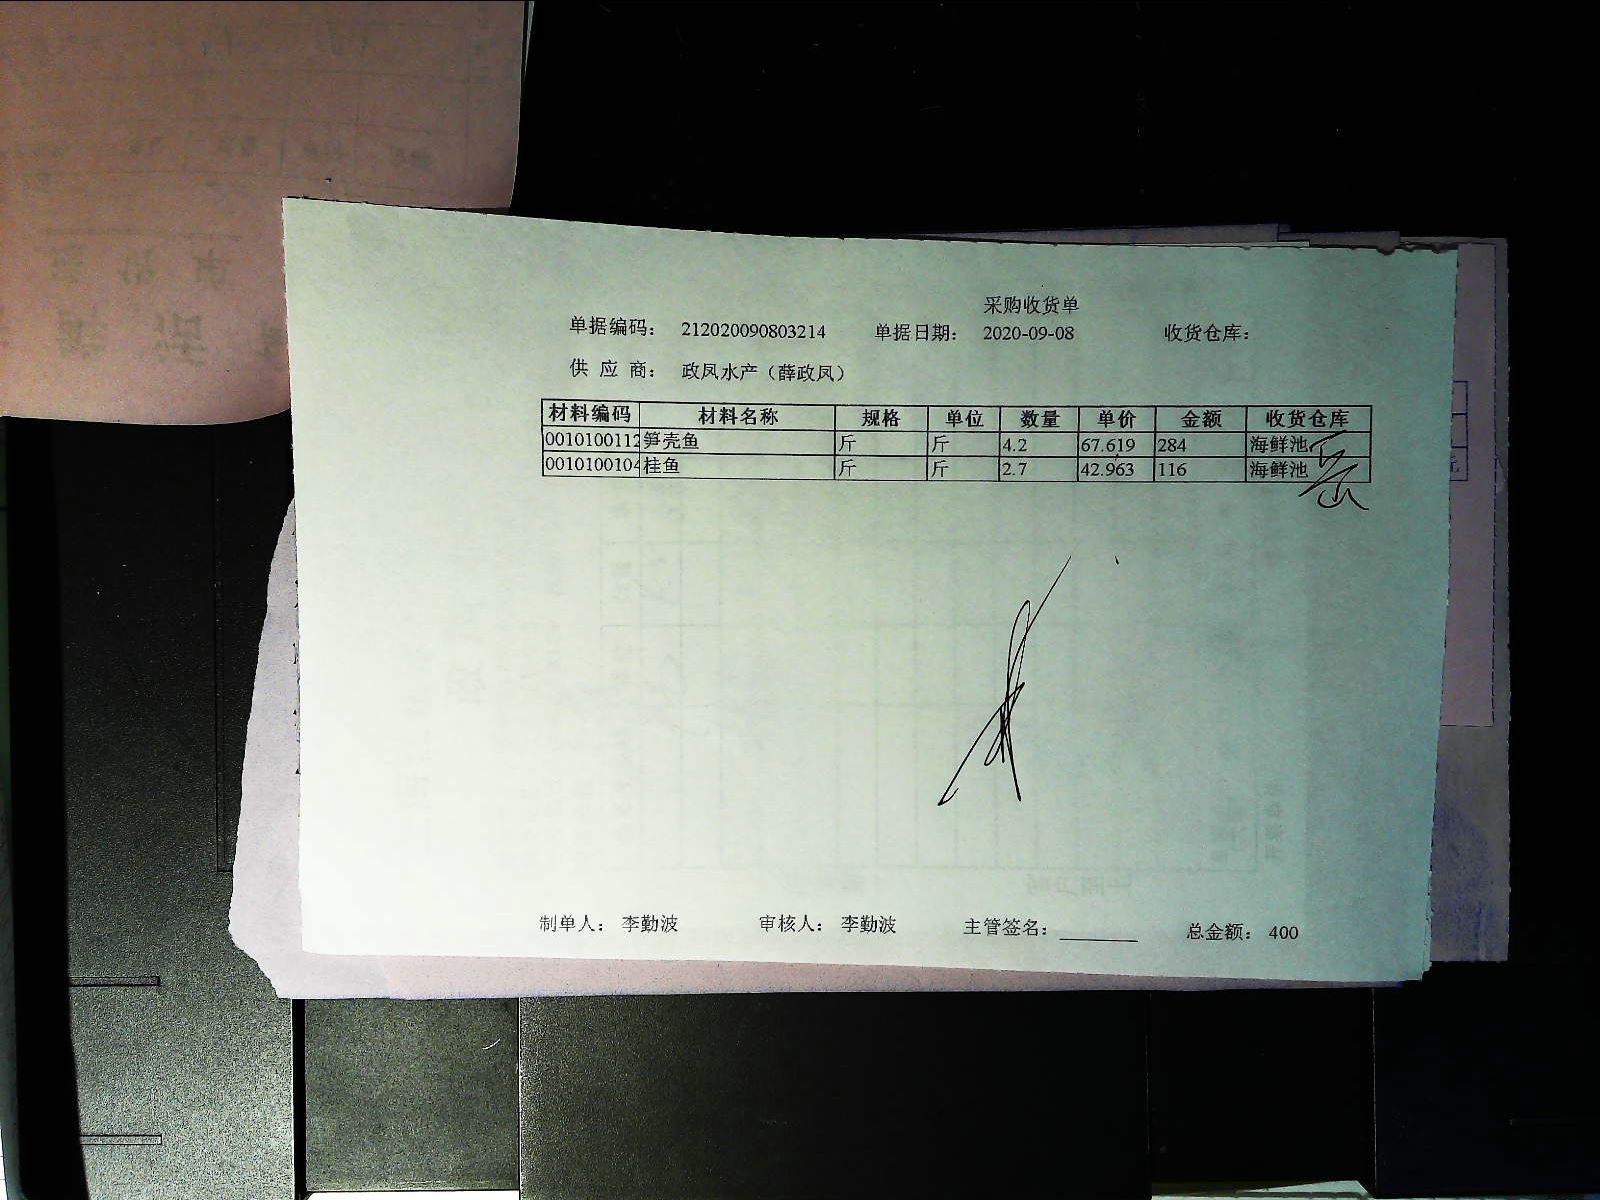 采购收货单
单据编码： 212020090803214 单据日期： 2020-09-08 收货仓库：
供 应 商： 政凤水产（薛政凤）
材料编码 材料名称 规格 单位 数量 单价 金额 收货仓库
0010100112 笋壳鱼 斤 斤 4.2 67.619 284 海鲜池
0010100104 桂鱼 斤 斤 2.7 42.963 116 海鲜池
制单人： 李勤波 审核人： 李勤波 主管签名： 总金额： 400